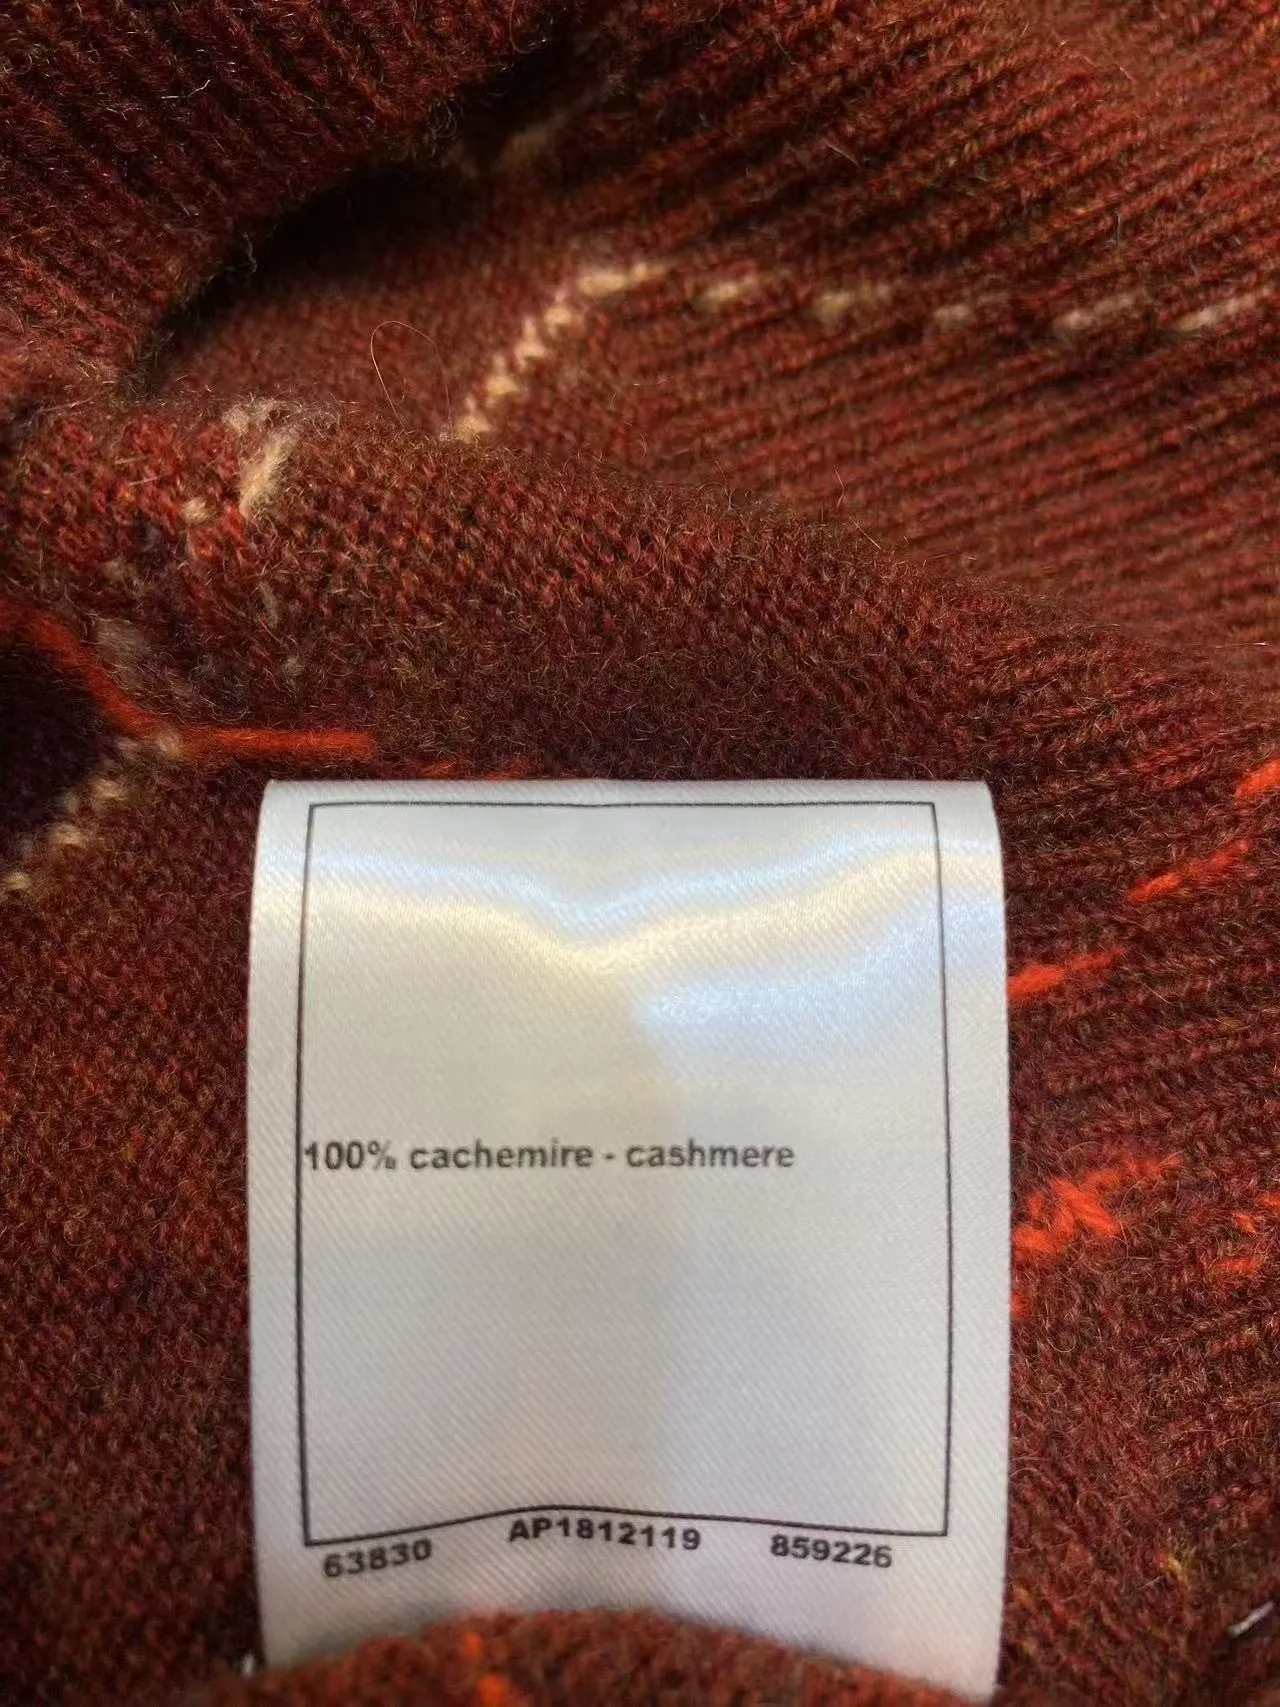 100% cachemire - cashmere
63830 AP1812119 859226